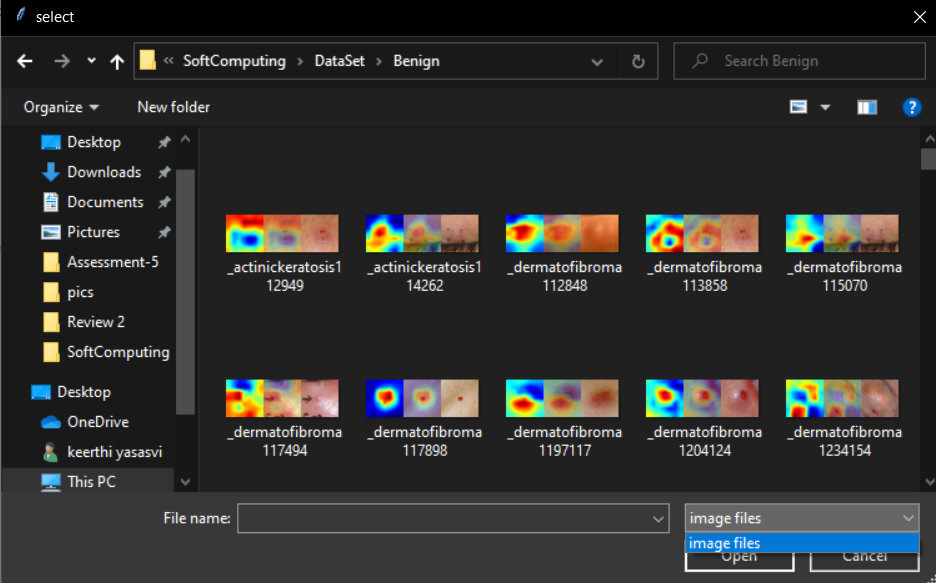 select
« SoftComputing › DataSet › Benign
Search Benign
Organize
New folder
?
Desktop
Downloads
Documents
Pictures
Assessment-5
pics
Review 2
SoftComputing
Desktop
OneDrive
keerthi yasasvi
This PC
_actinickeratosis1
12949
_actinickeratosis1
14262
_dermatofibroma
112848
_dermatofibroma
113858
_dermatofibroma
115070
_dermatofibroma
117494
_dermatofibroma
117898
_dermatofibroma
1197117
_dermatofibroma
1204124
_dermatofibroma
1234154
File name:
image files
image files
Open
Cancel